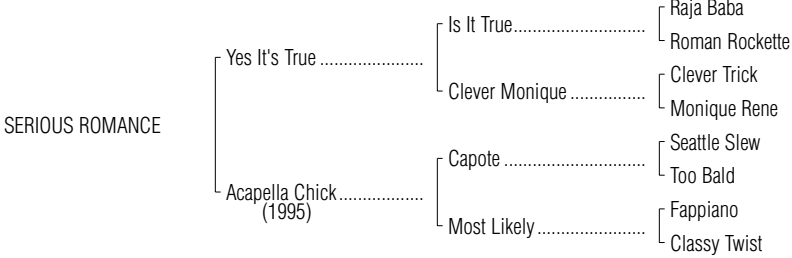 Raja Baba
Is It True..............................
Roman Rockette
Yes It's True .......................
Clever Trick
Clever Monique .................
Monique Rene
SERIOUS ROMANCE
Seattle Slew
Capote ................................
Too Bald
Acapella Chick...................
(1995)
Fappiano
Most Likely........................
Classy Twist